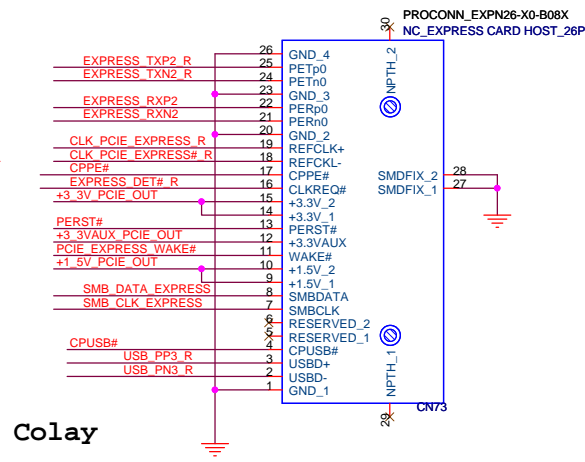 PROCONN_EXPN26-X0-B08X
NC_EXPRESS CARD HOST_26P
30
NPTH_2
26 GND_4
EXPRESS_TXP2_R 25 PETp0
EXPRESS_TXN2_R 24 PETn0
23 GND_3
EXPRESS_RXP2 22 PERp0
EXPRESS_RXN2 21 PERn0
20 GND_2
CLK_PCIE_EXPRESS_R 19 REFCLK+
CLK_PCIE_EXPRESS#_R 18 REFCKL-
CPPE# 17 CPPE# SMDFIX_2 28
EXPRESS_DET#_R 16 CLKREQ# SMDFIX_1 27
+3_3V_PCIE_OUT 15 +3.3V_2
14 +3.3V_1
PERST# 13 PERST#
+3_3VAUX_PCIE_OUT 12 +3.3VAUX
PCIE_EXPRESS_WAKE# 11 WAKE#
+1_5V_PCIE_OUT 10 +1.5V_2
9 +1.5V_1
SMB_DATA_EXPRESS 8 SMBDATA
SMB_CLK_EXPRESS 7 SMBCLK
6 RESERVED_2
5 RESERVED_1
CPUSB# 4 CPUSB#
USB_PP3_R 3 USBD+
USB_PN3_R 2 USBD-
1 GND_1
NPTH_1
29
CN73
Colay